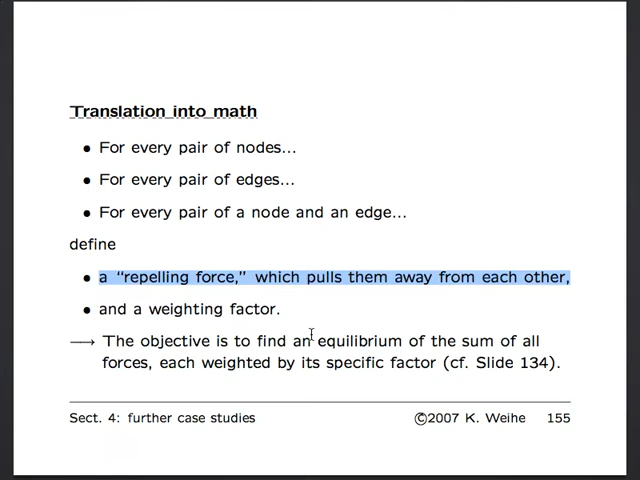 Translation into math
• For every pair of nodes...
• For every pair of edges...
• For every pair of a node and an edge...
define
• a “repelling force,” which pulls them away from each other,
• and a weighting factor.
⟶ The objective is to find an equilibrium of the sum of all
forces, each weighted by its specific factor (cf. Slide 134).
Sect. 4: further case studies ©2007 K. Weihe 155